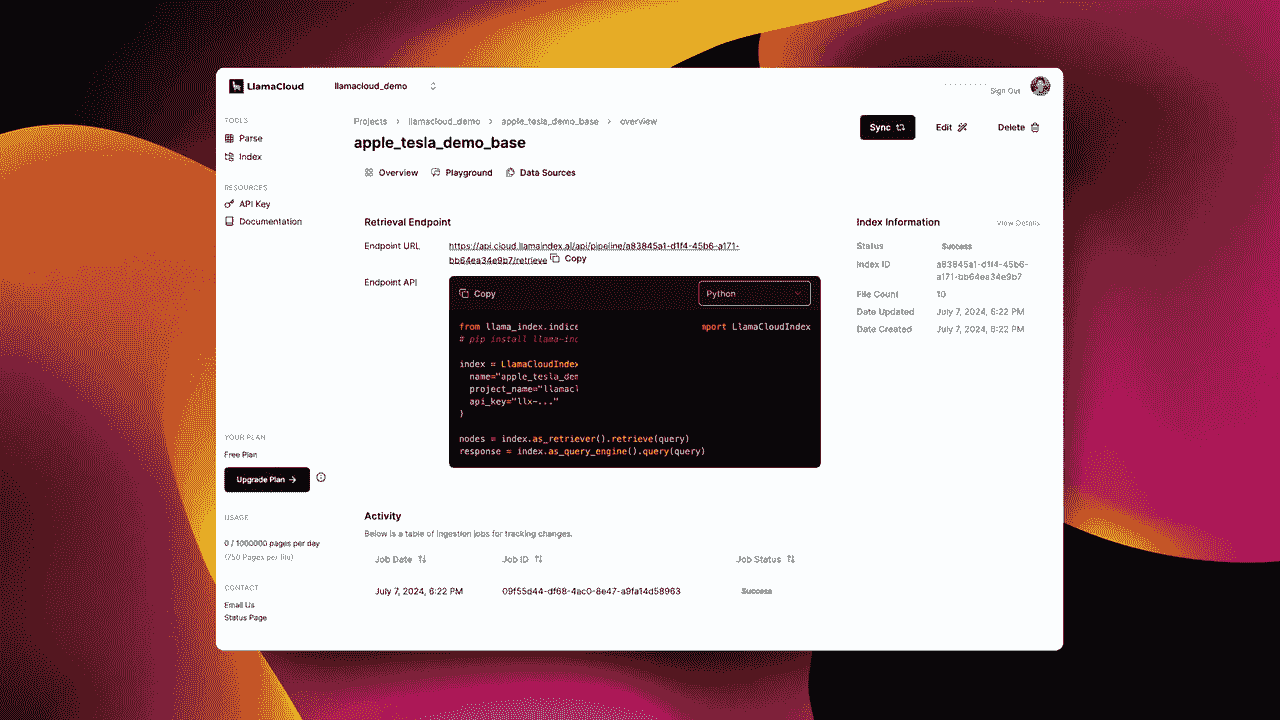 LlamaCloud
llamacloud_demo
Sign Out
TOOLS
Parse
Index
RESOURCES
API Key
Documentation
YOUR PLAN
Free Plan
Upgrade Plan →
USAGE
0 / 1000000 pages per day
(750 Pages per file)
CONTACT
Email Us
Status Page
Projects > llamacloud_demo > apple_tesla_demo_base > overview
apple_tesla_demo_base
Sync
Edit
Delete
Overview
Playground
Data Sources
Retrieval Endpoint
Endpoint URL
https://api.cloud.llamaindex.ai/api/pipeline/a83845a1-d1f4-45b6-a171-
bb64ea34e9b7/retrieve Copy
Endpoint API
Copy
Python
from llama_index.indice mport LlamaCloudIndex
# pip install llama-ind
index = LlamaCloudIndex
name="apple_tesla_dem
project_name="llamacl
api_key="llx-..."
)
nodes = index.as_retriever().retrieve(query)
response = index.as_query_engine().query(query)
Index Information
View Details
Status Success
Index ID a83845a1-d1f4-45b6-
a171-bb64ea34e9b7
File Count 10
Date Updated July 7, 2024, 6:22 PM
Date Created July 7, 2024, 6:22 PM
Activity
Below is a table of ingestion jobs for tracking changes.
Job Date Job ID Job Status
July 7, 2024, 6:22 PM 09f55d44-df68-4ac0-8e47-a9fa14d58963 Success